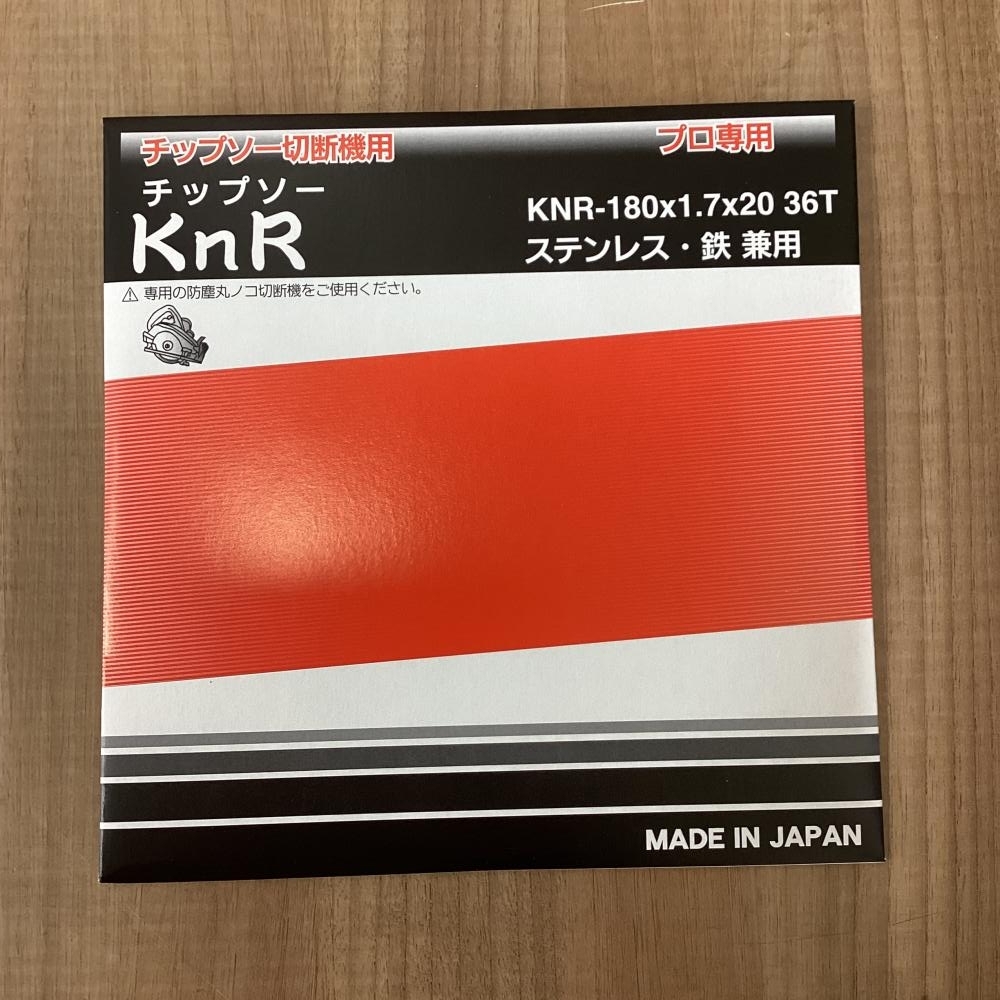 チップソー切断機用
プロ専用
チップソー
KnR
KNR-180x1.7x20 36T
ステンレス・鉄 兼用
⚠ 専用の防塵丸ノコ切断機をご使用ください。
MADE IN JAPAN